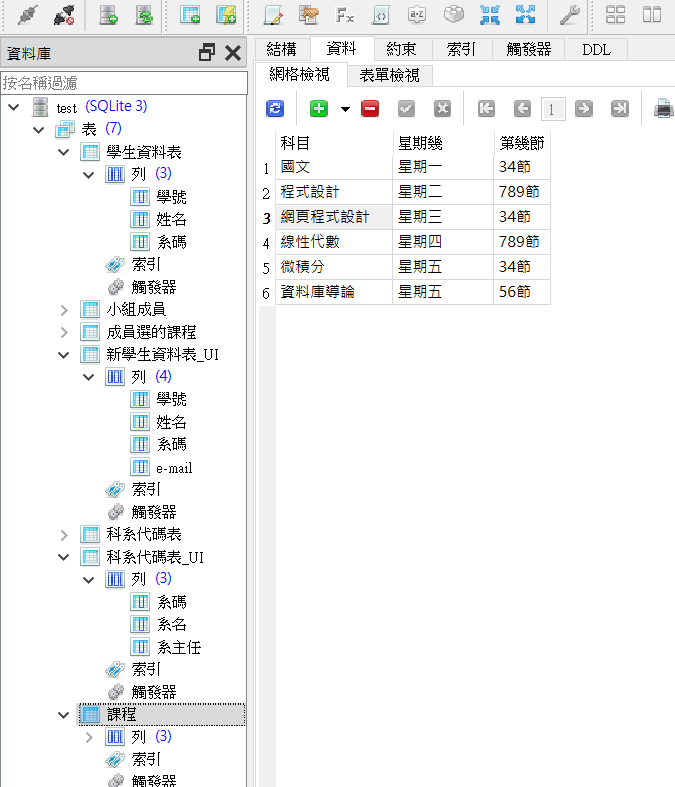 資料庫
按名稱過濾
test (SQLite 3)
表 (7)
學生資料表
列 (3)
學號
姓名
系碼
索引
觸發器
小組成員
成員選的課程
新學生資料表_UI
列 (4)
學號
姓名
系碼
e-mail
索引
觸發器
科系代碼表
科系代碼表_UI
列 (3)
系碼
系名
系主任
索引
觸發器
課程
列 (3)
索引
觸發器
結構 資料 約束 索引 觸發器 DDL
網格檢視 表單檢視
1
科目 星期幾 第幾節
1 國文 星期一 34節
2 程式設計 星期二 789節
3 網頁程式設計 星期三 34節
4 線性代數 星期四 789節
5 微積分 星期五 34節
6 資料庫導論 星期五 56節